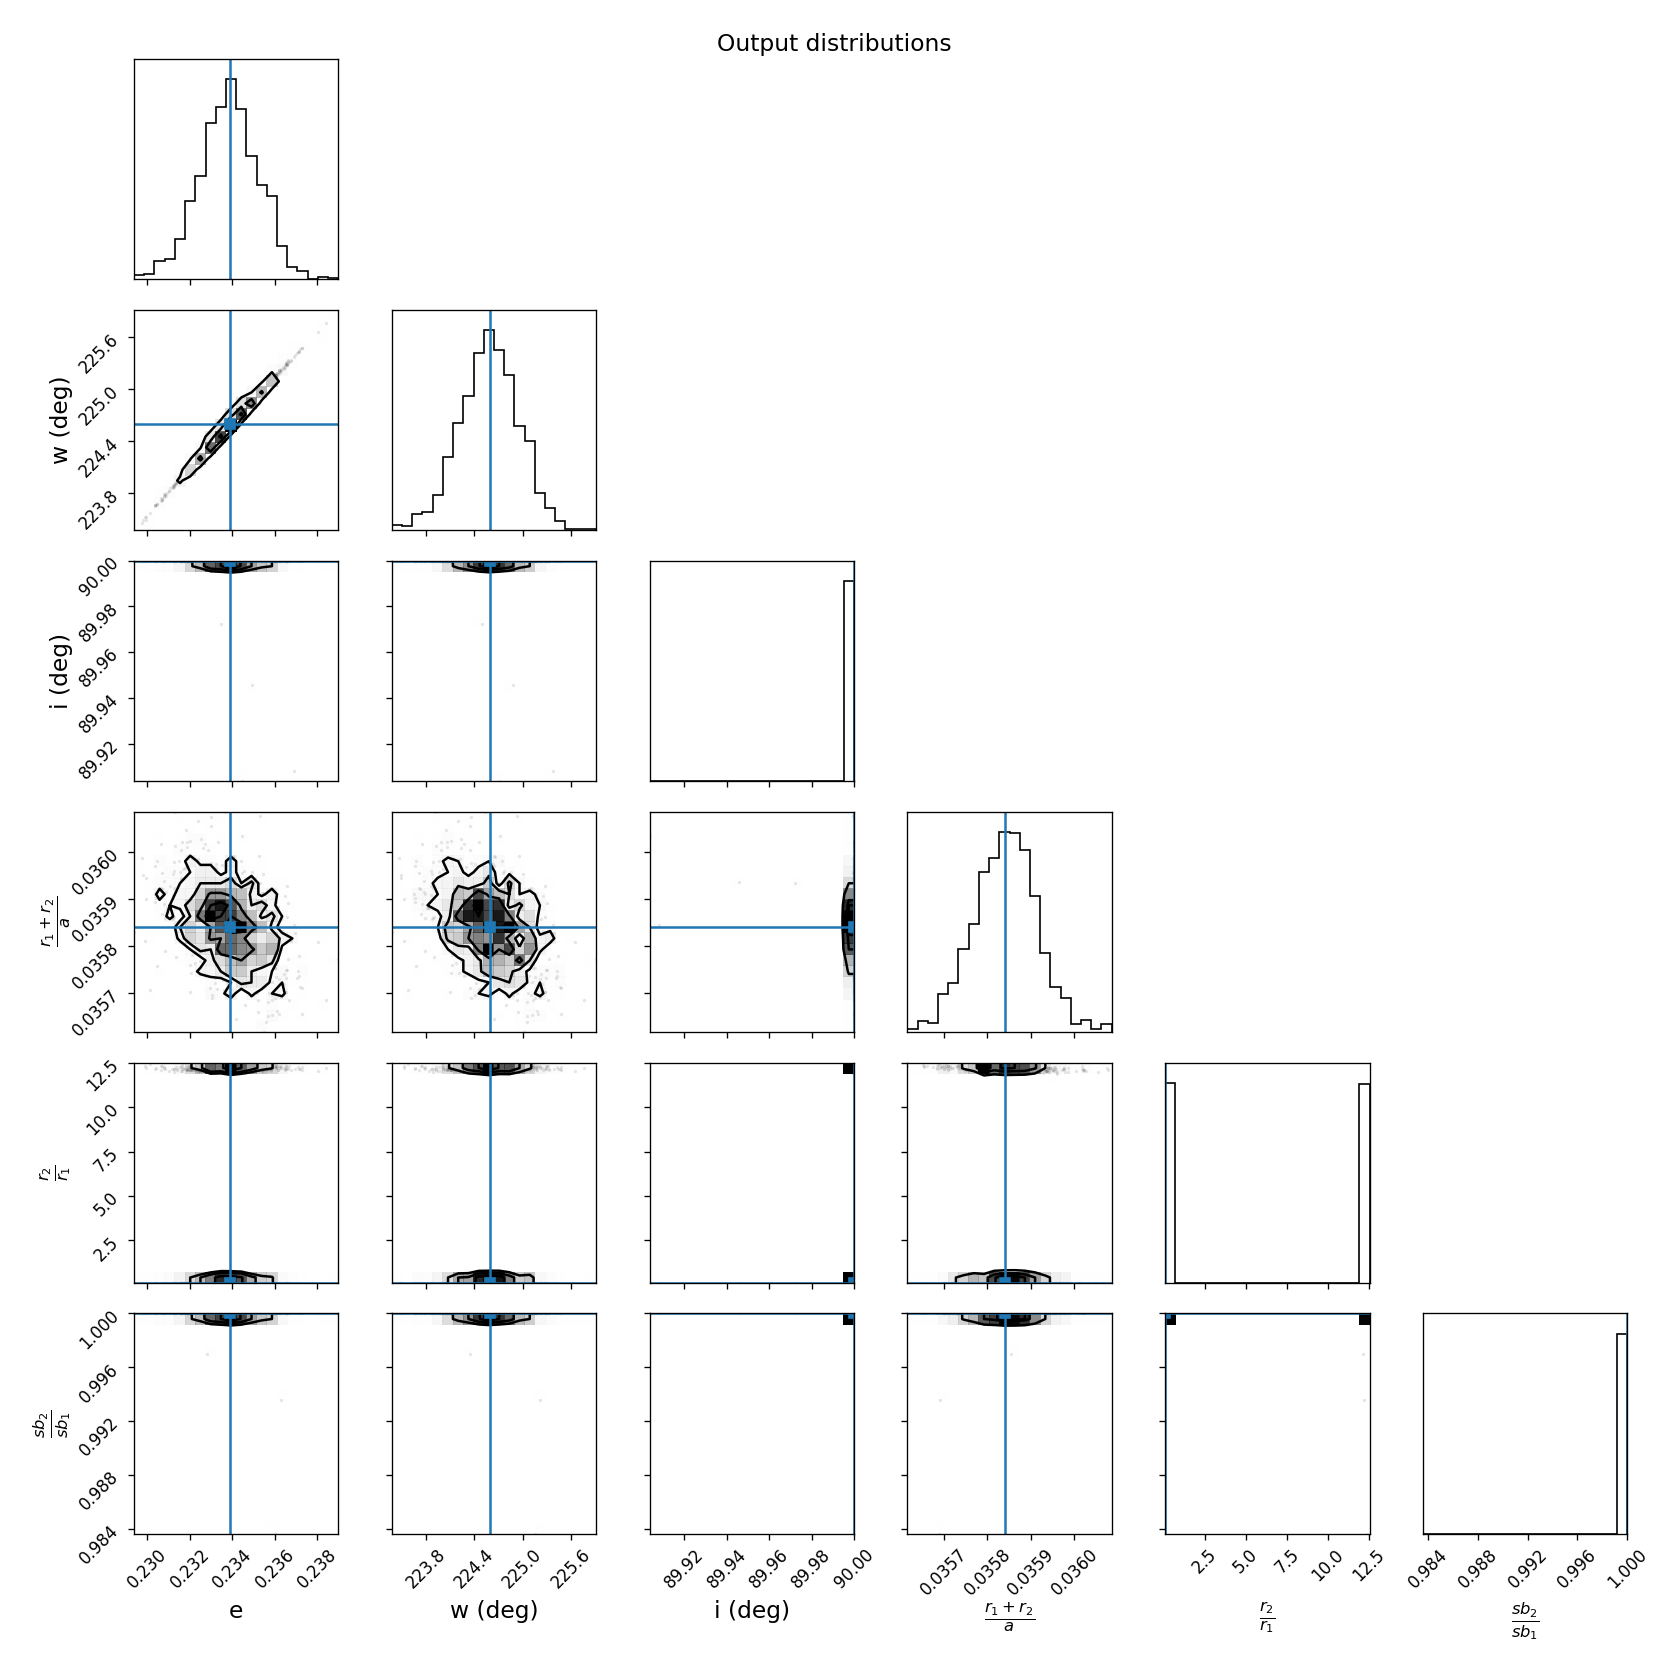 Output distributions
w (deg)
225.6
225.0
224.4
223.8
i (deg)
90.00
89.98
89.96
89.94
89.92
r₁ + r₂
a
0.0360
0.0359
0.0358
0.0357
r₂
r₁
12.5
10.0
7.5
5.0
2.5
sb₂
sb₁
1.000
0.996
0.992
0.988
0.984
0.230 0.232 0.234 0.236 0.238
e
223.8 224.4 225.0 225.6
w (deg)
89.92 89.94 89.96 89.98 90.00
i (deg)
0.0357 0.0358 0.0359 0.0360
r₁ + r₂
a
2.5 5.0 7.5 10.0 12.5
r₂
r₁
0.984 0.988 0.992 0.996 1.000
sb₂
sb₁